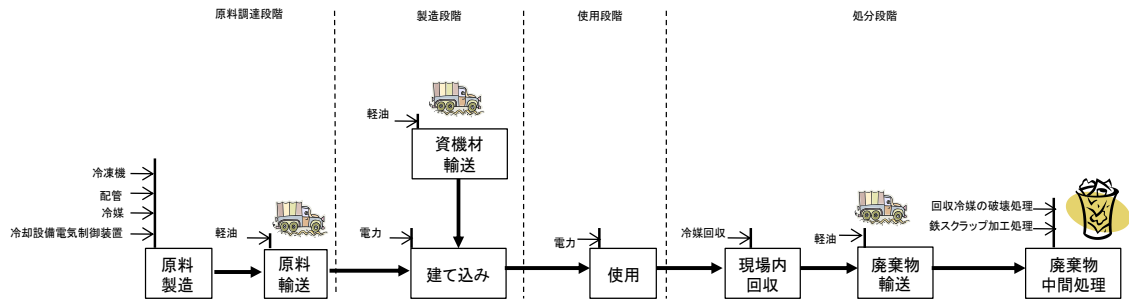 原料調達段階
製造段階
使用段階
処分段階
軽油
資機材
輸送
冷凍機
配管
冷媒
冷却設備電気制御装置
原料
製造
軽油
原料
輸送
電力
建て込み
電力
使用
冷媒回収
現場内
回収
軽油
廃棄物
輸送
回収冷媒の破壊処理
鉄スクラップ加工処理
廃棄物
中間処理